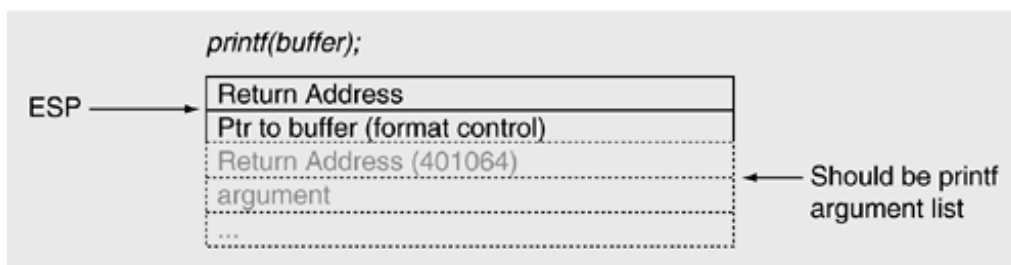 printf(buffer);
ESP
Return Address
Ptr to buffer (format control)
Return Address (401064)
argument
...
Should be printf
argument list